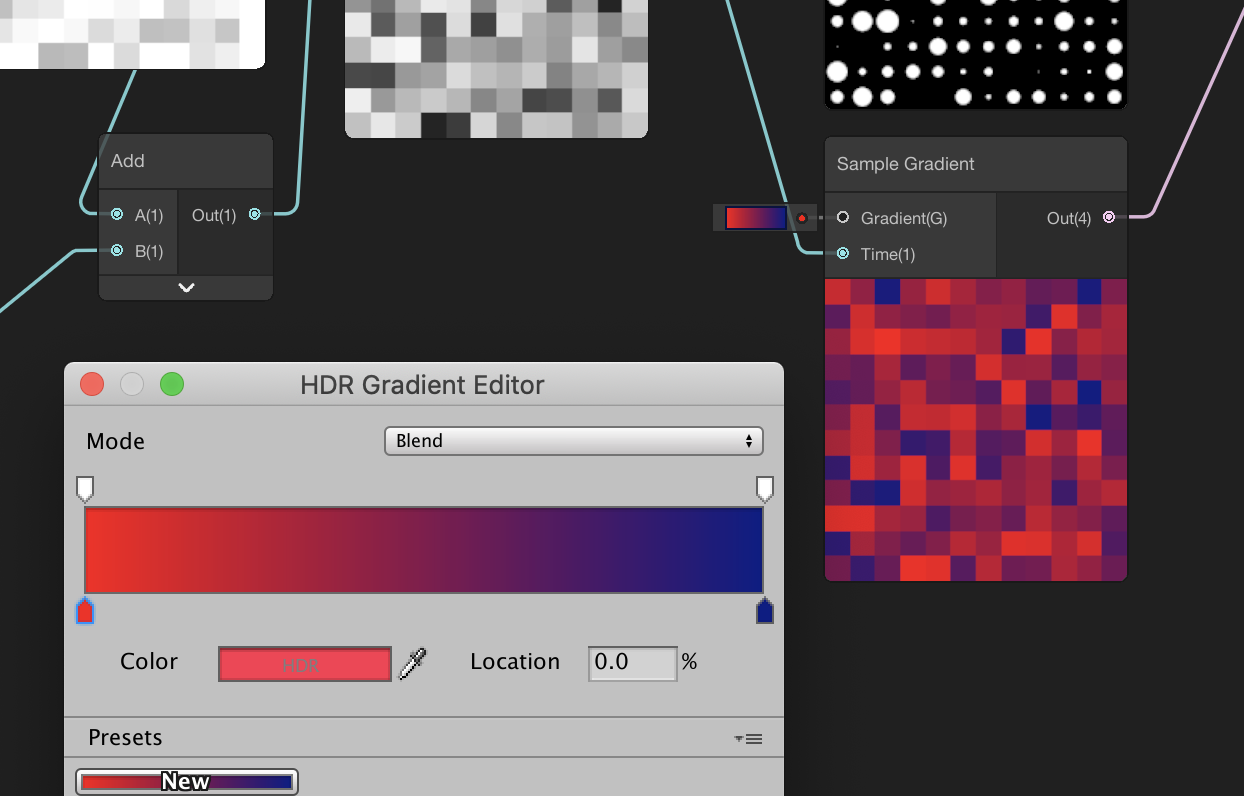 Add
Sample Gradient
A(1)
Out(1)
B(1)
Gradient(G)
Out(4)
Time(1)
HDR Gradient Editor
Mode
Blend
Color
HDR
Location
0.0
%
Presets
New